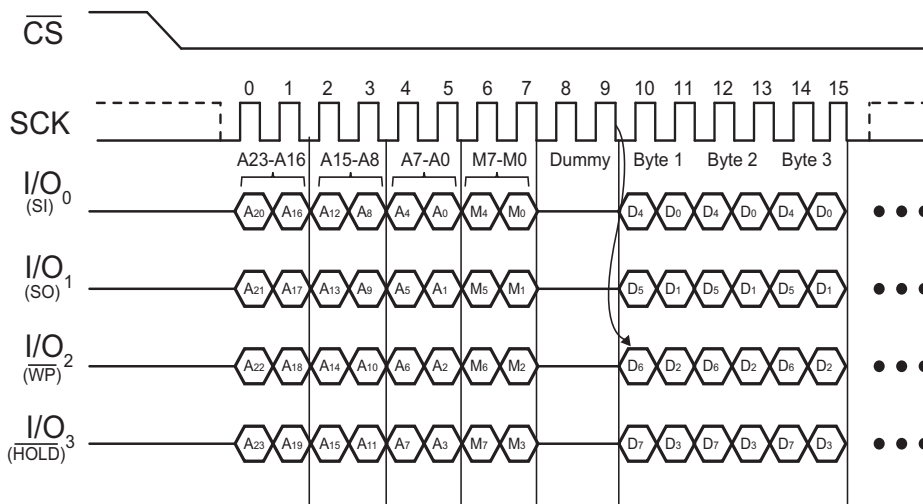 CS
0 1 2 3 4 5 6 7 8 9 10 11 12 13 14 15
SCK
A23-A16 A15-A8 A7-A0 M7-M0 Dummy Byte 1 Byte 2 Byte 3
I/O0
(SI)
A20 A16 A12 A8 A4 A0 M4 M0 D4 D0 D4 D0 D4 D0
I/O1
(SO)
A21 A17 A13 A9 A5 A1 M5 M1 D5 D1 D5 D1 D5 D1
I/O2
(WP)
A22 A18 A14 A10 A6 A2 M6 M2 D6 D2 D6 D2 D6 D2
I/O3
(HOLD)
A23 A19 A15 A11 A7 A3 M7 M3 D7 D3 D7 D3 D7 D3